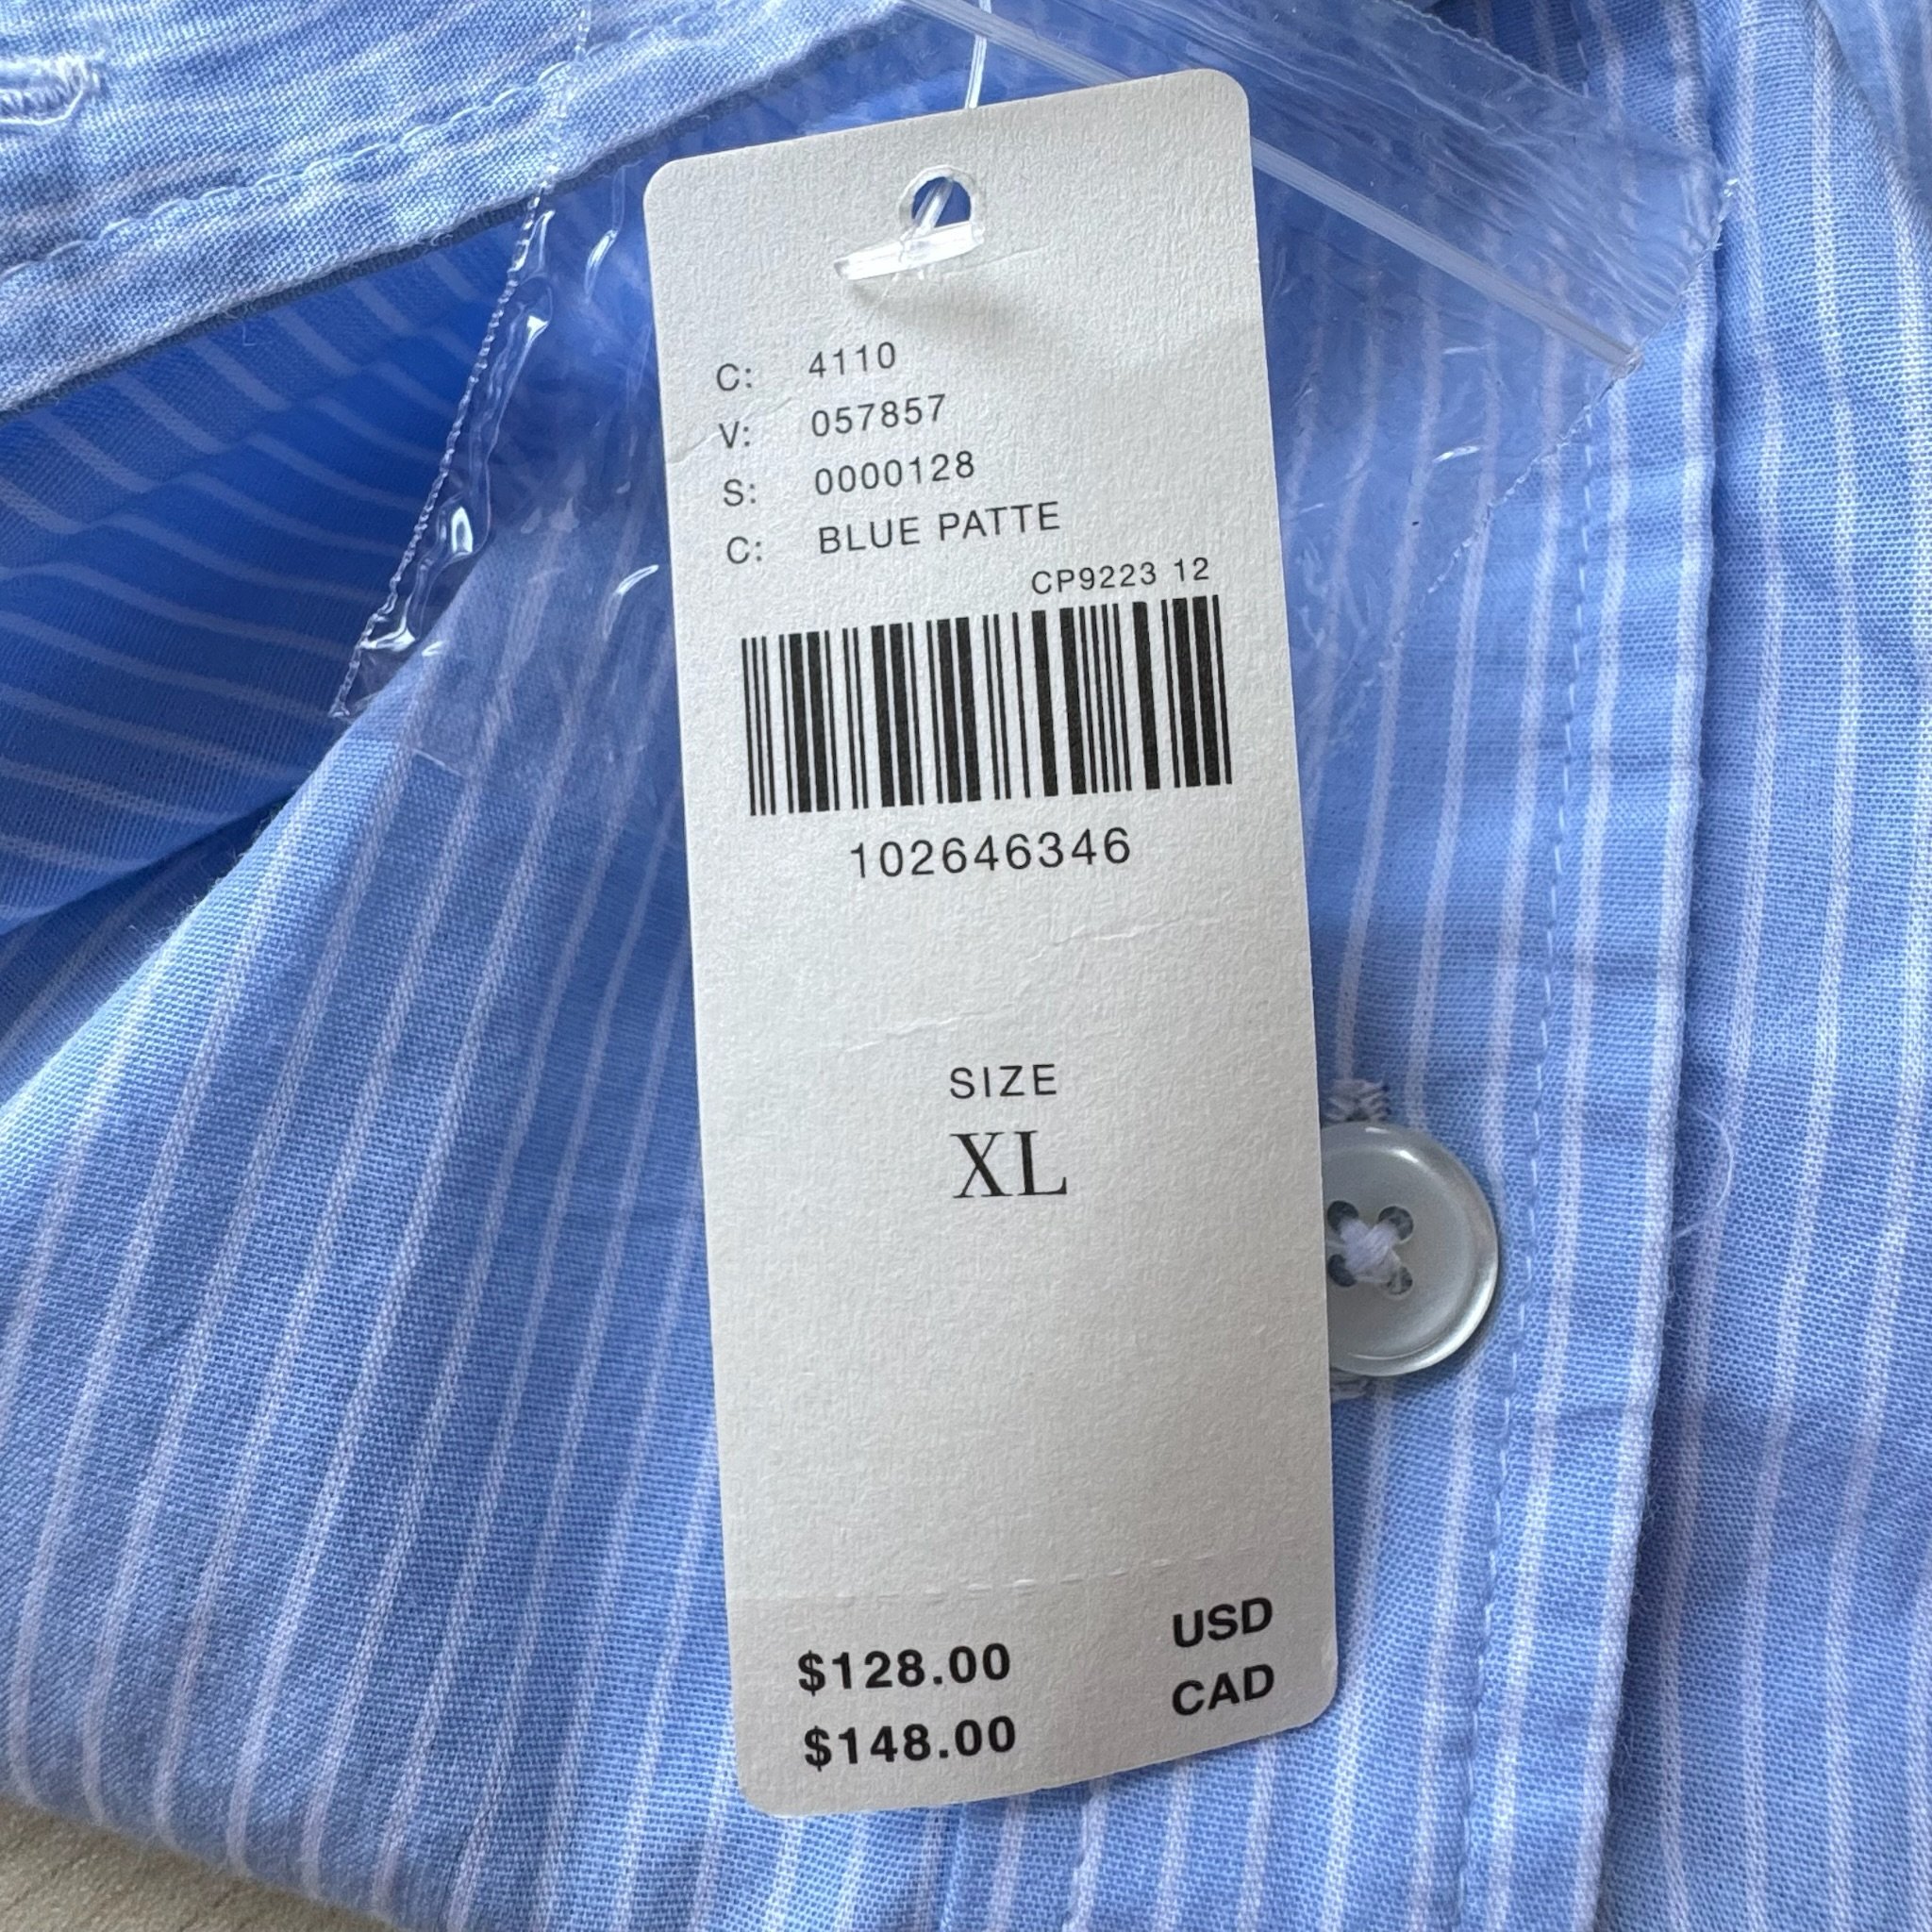 C: 4110
V: 057857
S: 0000128
C: BLUE PATTE
CP9223 12
102646346
SIZE
XL
$128.00 USD
$148.00 CAD